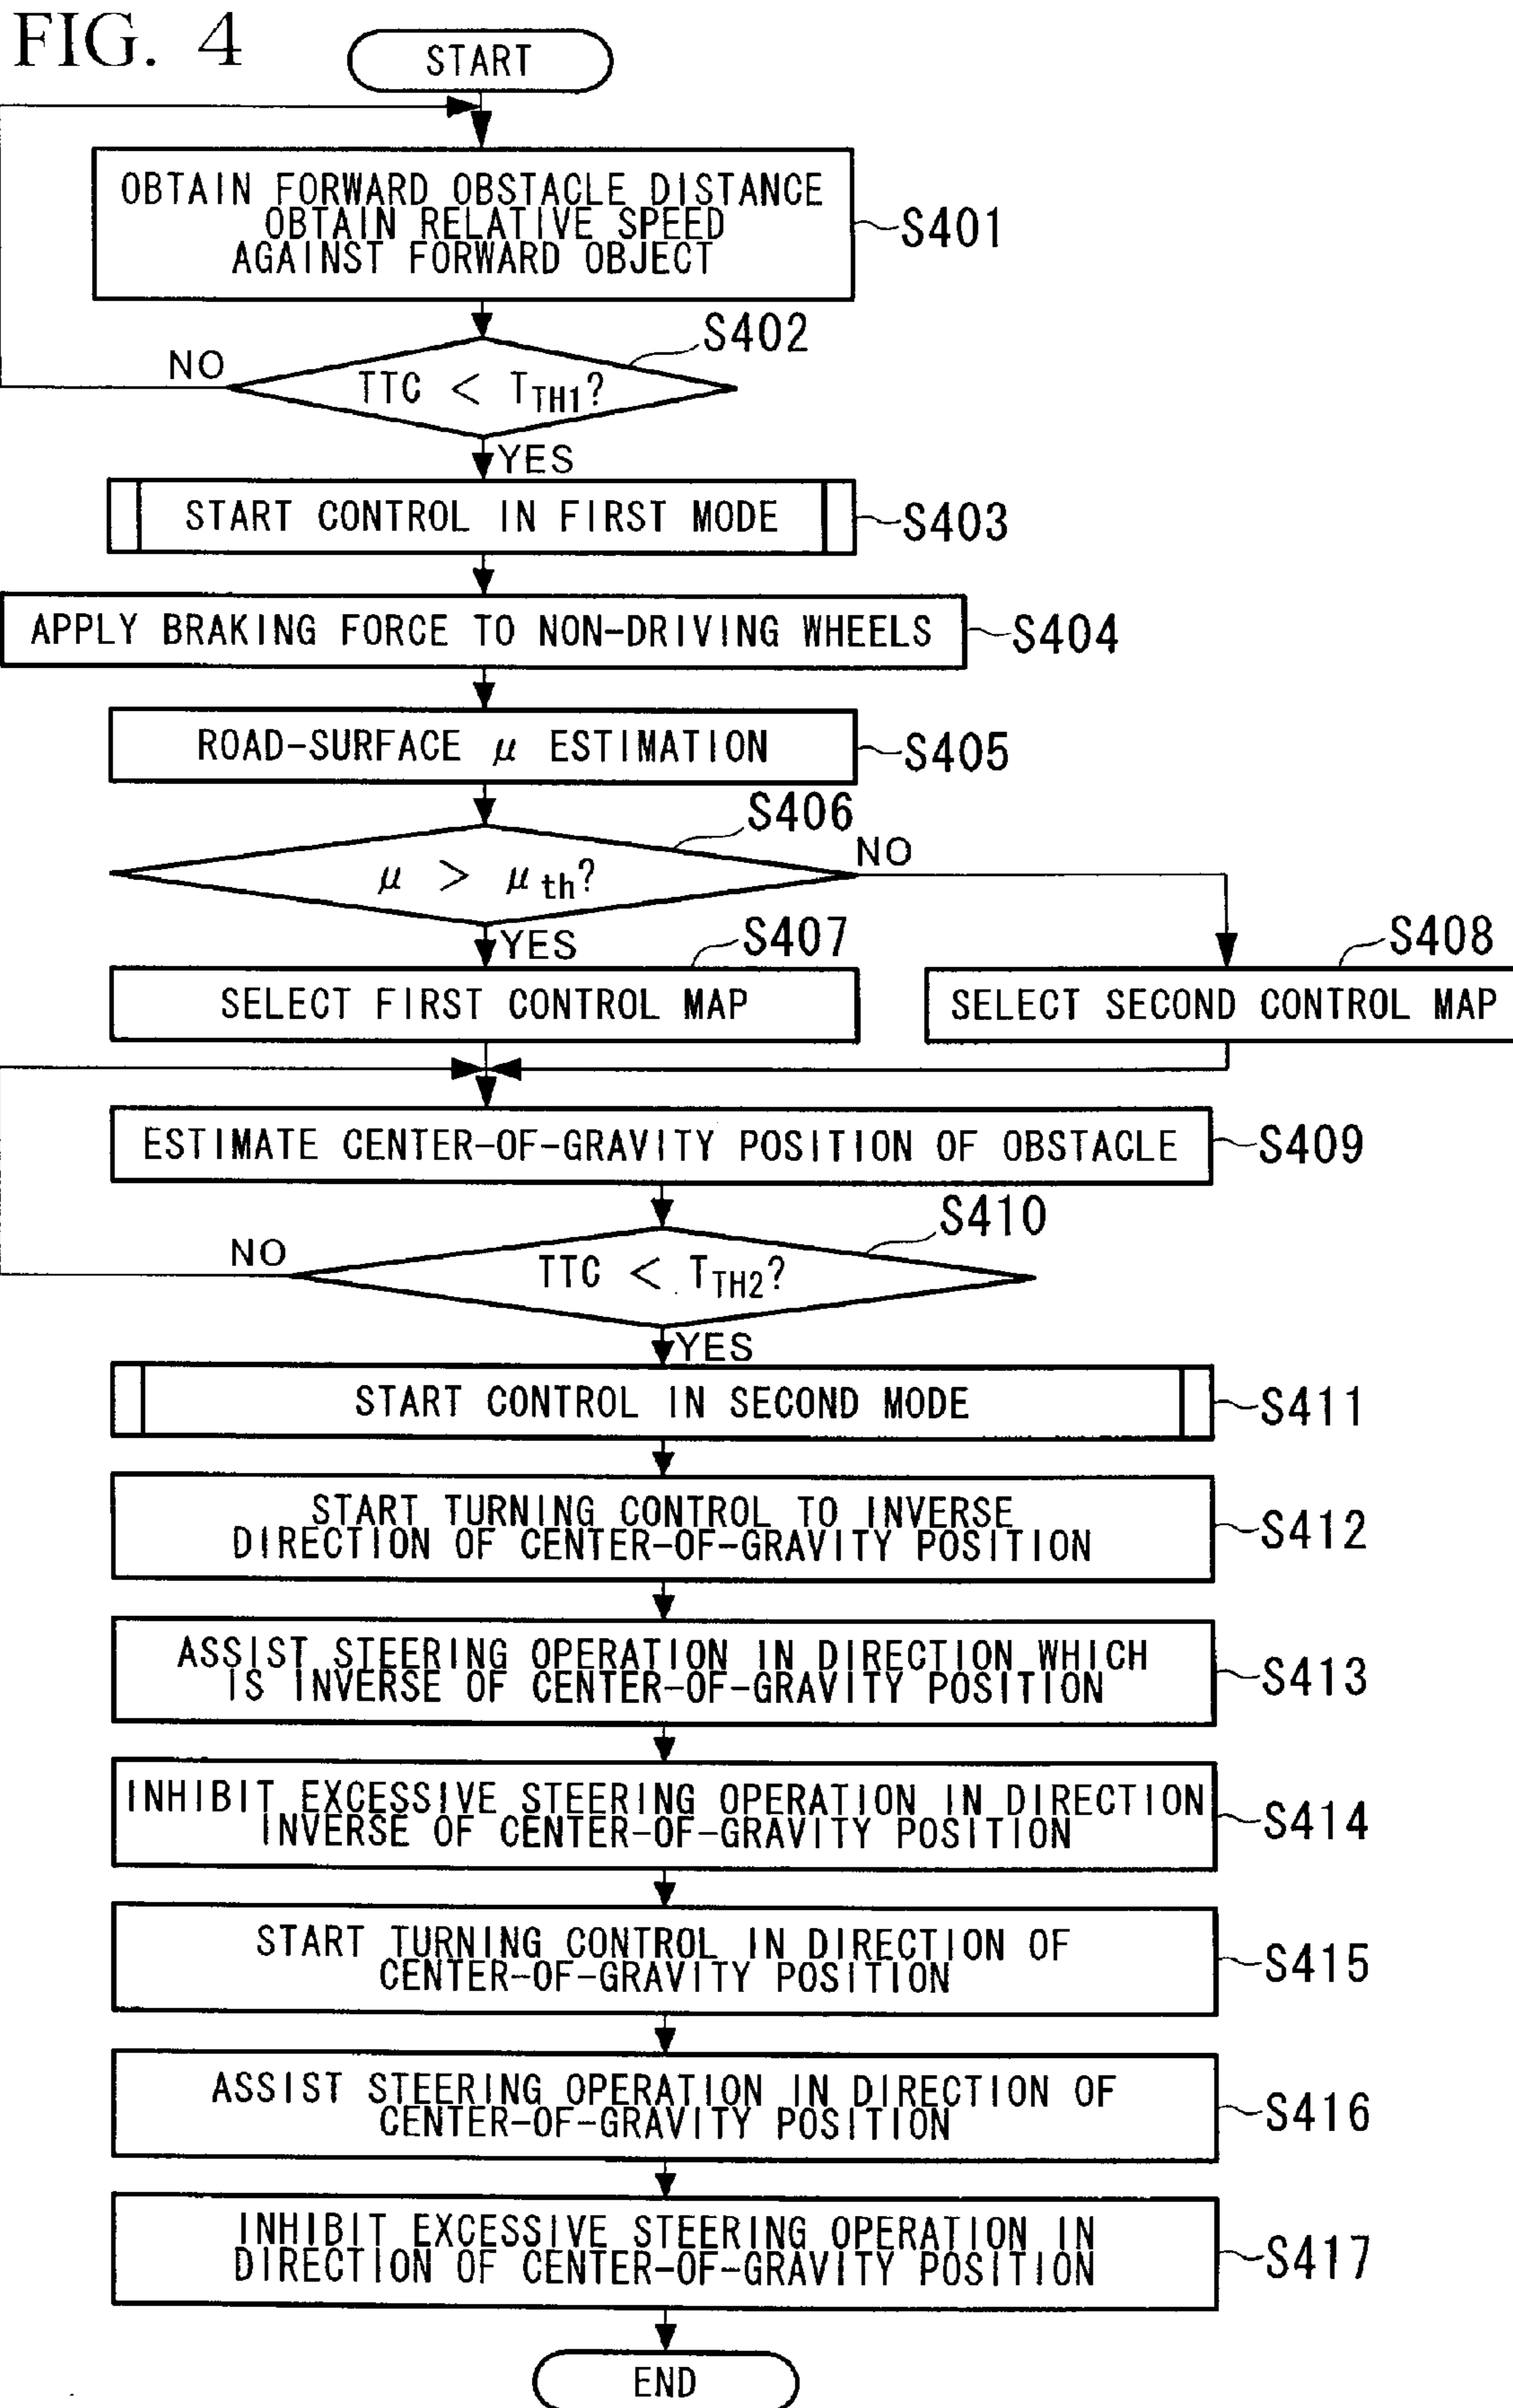 FIG. 4
START
OBTAIN FORWARD OBSTACLE DISTANCE
OBTAIN RELATIVE SPEED
AGAINST FORWARD OBJECT
S401
S402
NO
TTC < TTH1?
YES
START CONTROL IN FIRST MODE
S403
APPLY BRAKING FORCE TO NON-DRIVING WHEELS
S404
ROAD-SURFACE μ ESTIMATION
S405
S406
μ > μth?
NO
YES
S407
SELECT FIRST CONTROL MAP
S408
SELECT SECOND CONTROL MAP
ESTIMATE CENTER-OF-GRAVITY POSITION OF OBSTACLE
S409
S410
NO
TTC < TTH2?
YES
START CONTROL IN SECOND MODE
S411
START TURNING CONTROL TO INVERSE
DIRECTION OF CENTER-OF-GRAVITY POSITION
S412
ASSIST STEERING OPERATION IN DIRECTION WHICH
IS INVERSE OF CENTER-OF-GRAVITY POSITION
S413
INHIBIT EXCESSIVE STEERING OPERATION IN DIRECTION
INVERSE OF CENTER-OF-GRAVITY POSITION
S414
START TURNING CONTROL IN DIRECTION OF
CENTER-OF-GRAVITY POSITION
S415
ASSIST STEERING OPERATION IN DIRECTION OF
CENTER-OF-GRAVITY POSITION
S416
INHIBIT EXCESSIVE STEERING OPERATION IN
DIRECTION OF CENTER-OF-GRAVITY POSITION
S417
END